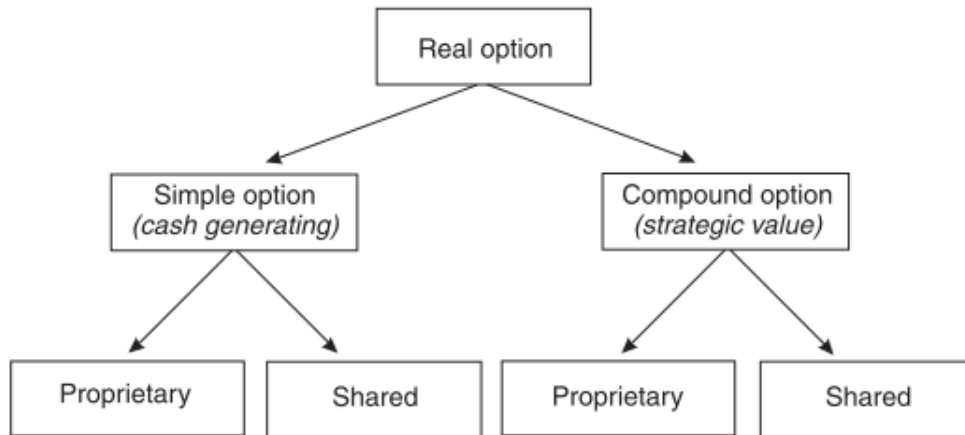 Real option
Simple option
(cash generating)
Compound option
(strategic value)
Proprietary
Shared
Proprietary
Shared